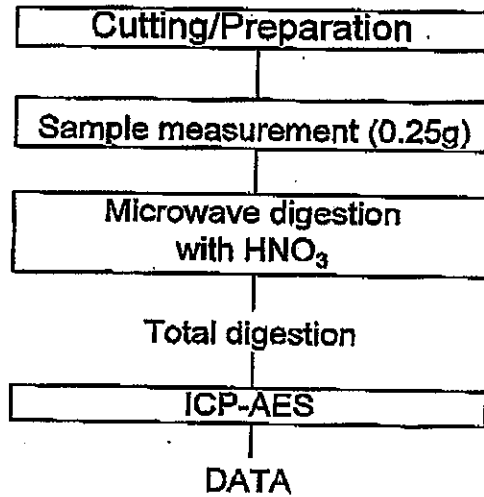 Cutting/Preparation
Sample measurement (0.25g)
Microwave digestion
with HNO₃
Total digestion
ICP-AES
DATA